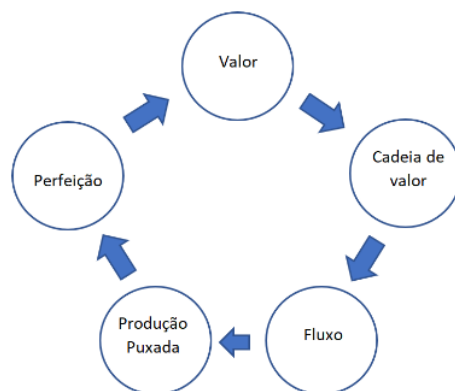 Valor
Cadeia de
valor
Fluxo
Produção
Puxada
Perfeição